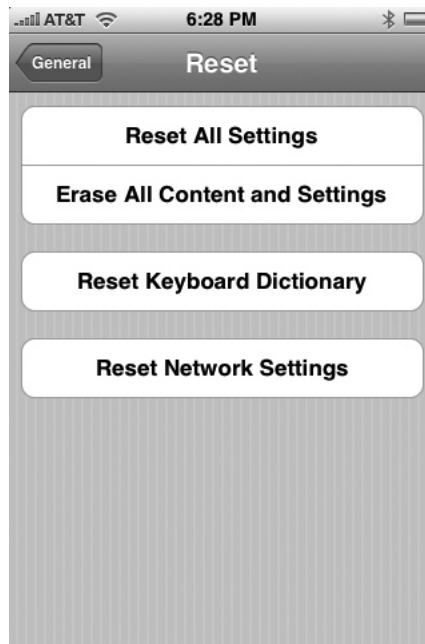 AT&T 6:28 PM
General Reset
Reset All Settings
Erase All Content and Settings
Reset Keyboard Dictionary
Reset Network Settings